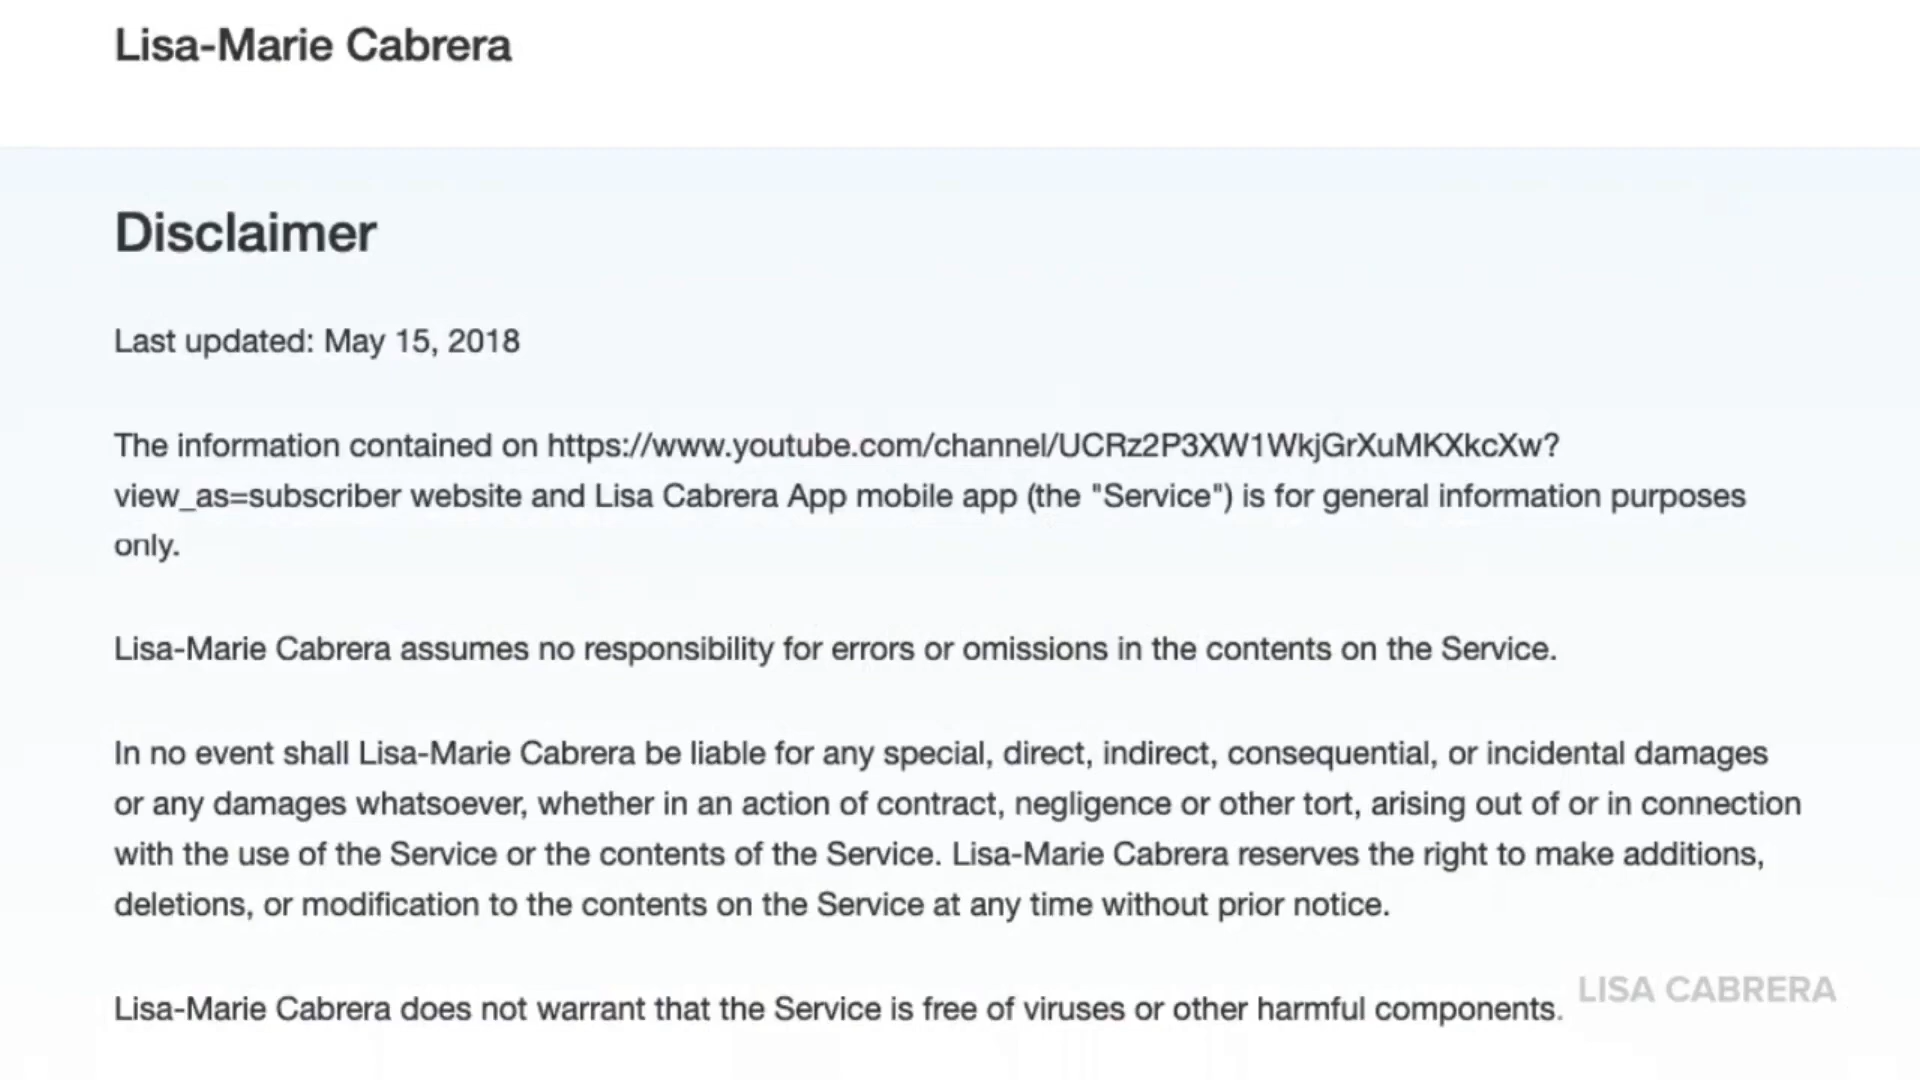 Lisa-Marie Cabrera
Disclaimer
Last updated: May 15, 2018
The information contained on https://www.youtube.com/channel/UCRz2P3XW1WkjGrXuMKXkcXw?
view_as=subscriber website and Lisa Cabrera App mobile app (the "Service") is for general information purposes
only.
Lisa-Marie Cabrera assumes no responsibility for errors or omissions in the contents on the Service.
In no event shall Lisa-Marie Cabrera be liable for any special, direct, indirect, consequential, or incidental damages
or any damages whatsoever, whether in an action of contract, negligence or other tort, arising out of or in connection
with the use of the Service or the contents of the Service. Lisa-Marie Cabrera reserves the right to make additions,
deletions, or modification to the contents on the Service at any time without prior notice.
Lisa-Marie Cabrera does not warrant that the Service is free of viruses or other harmful components.
LISA CABRERA